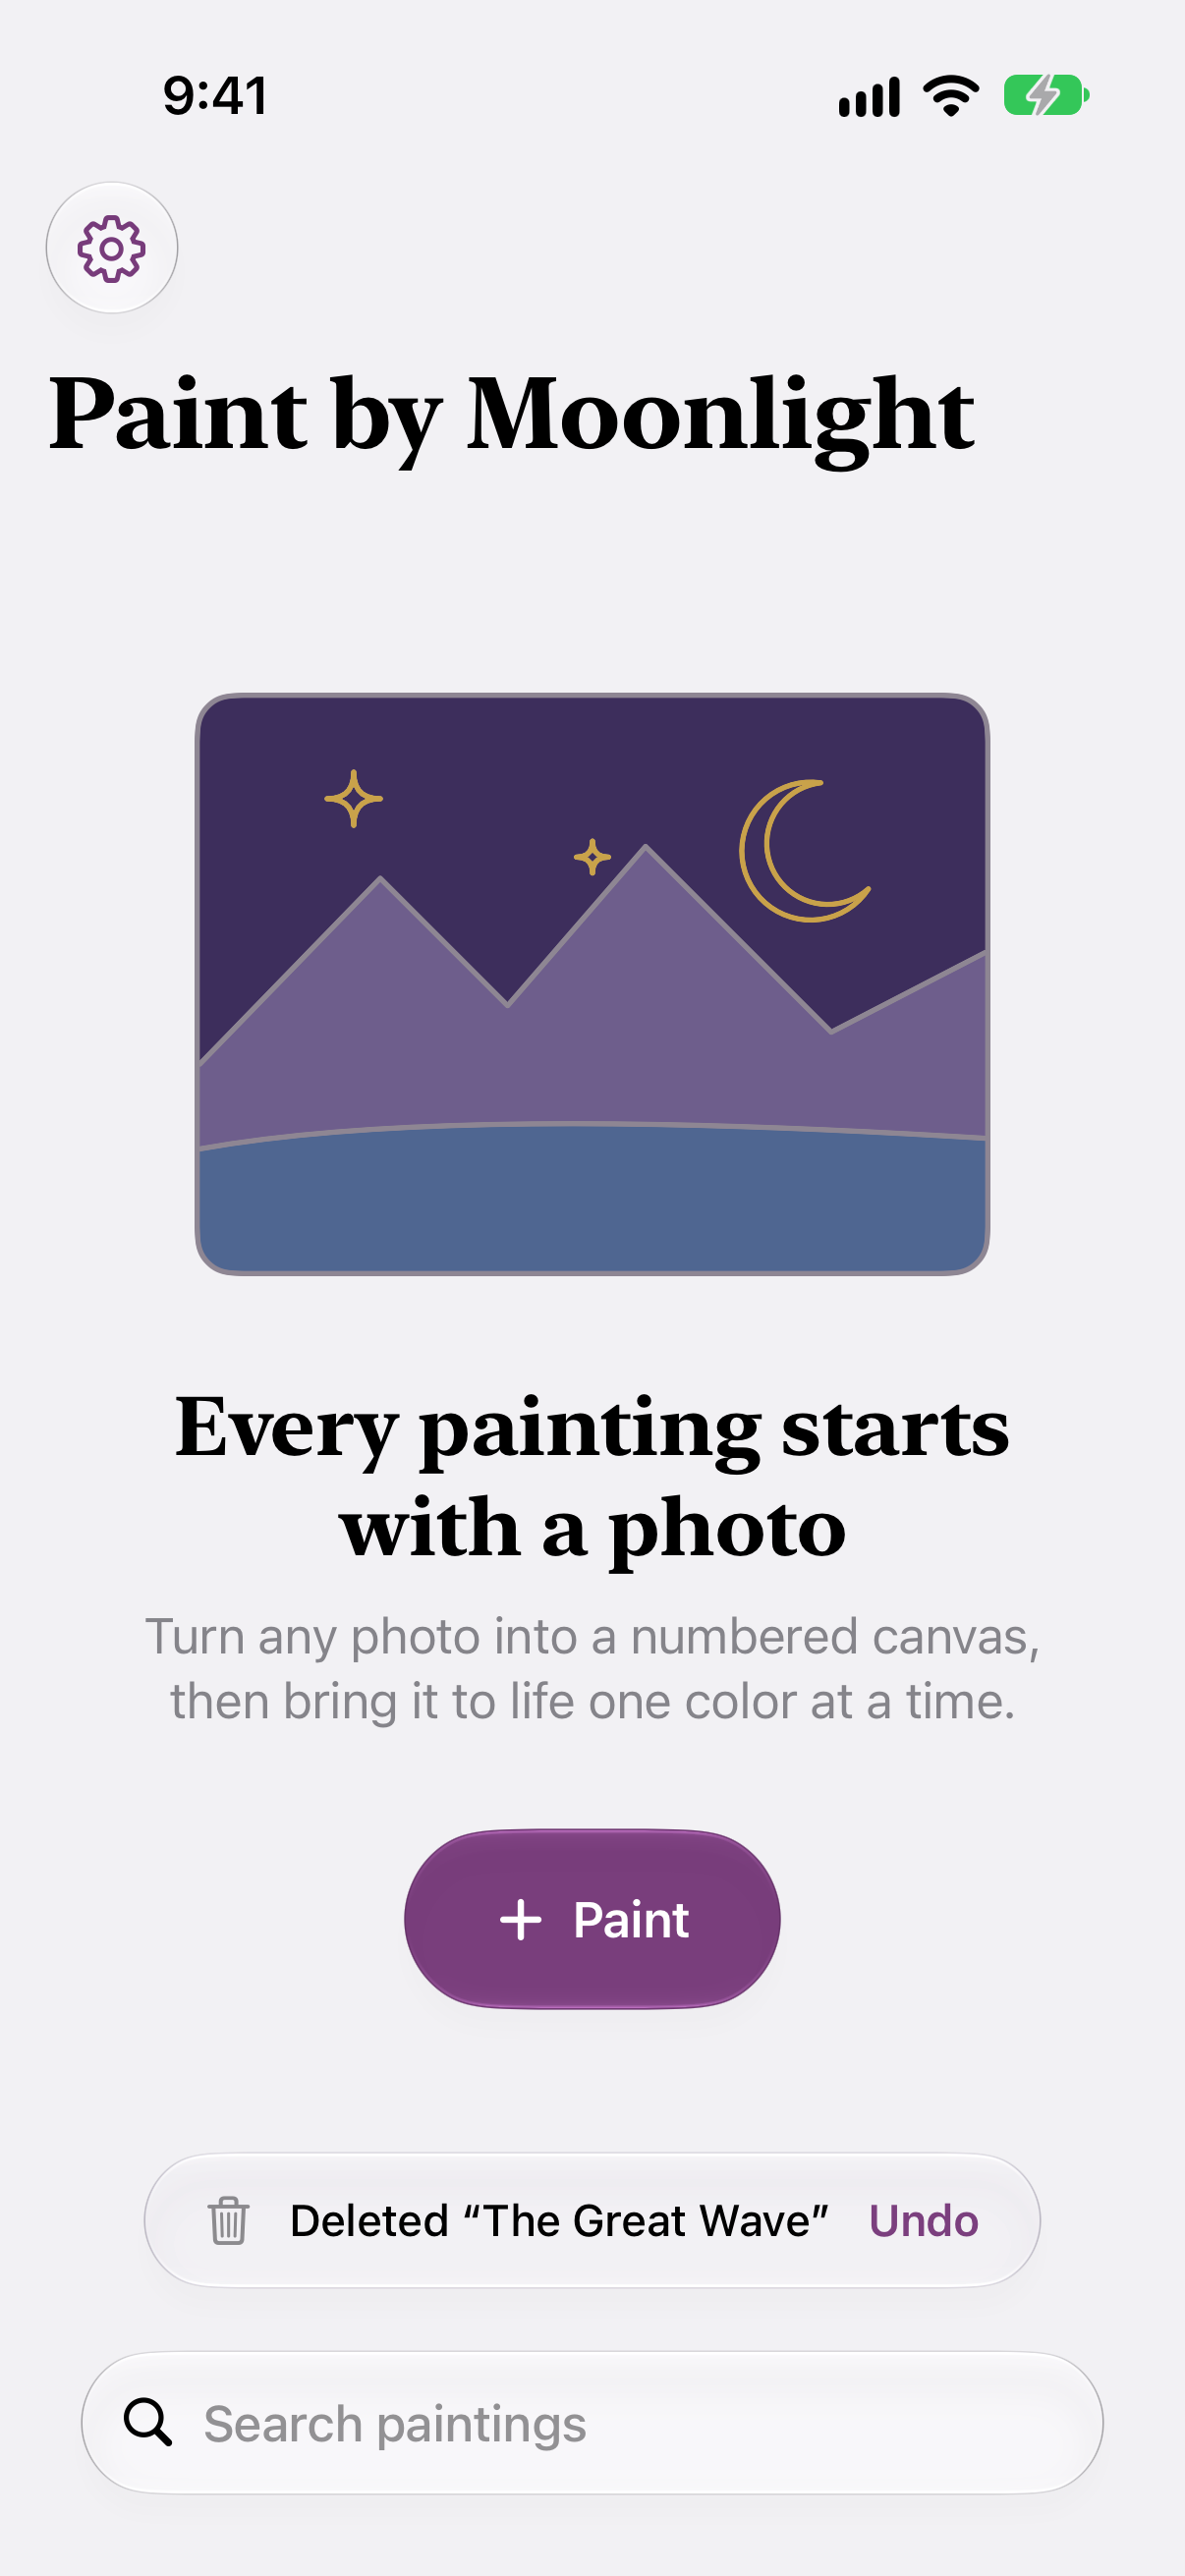 9:41
Paint by Moonlight
Every painting starts
with a photo
Turn any photo into a numbered canvas,
then bring it to life one color at a time.
Paint
Deleted “The Great Wave” Undo
Search paintings